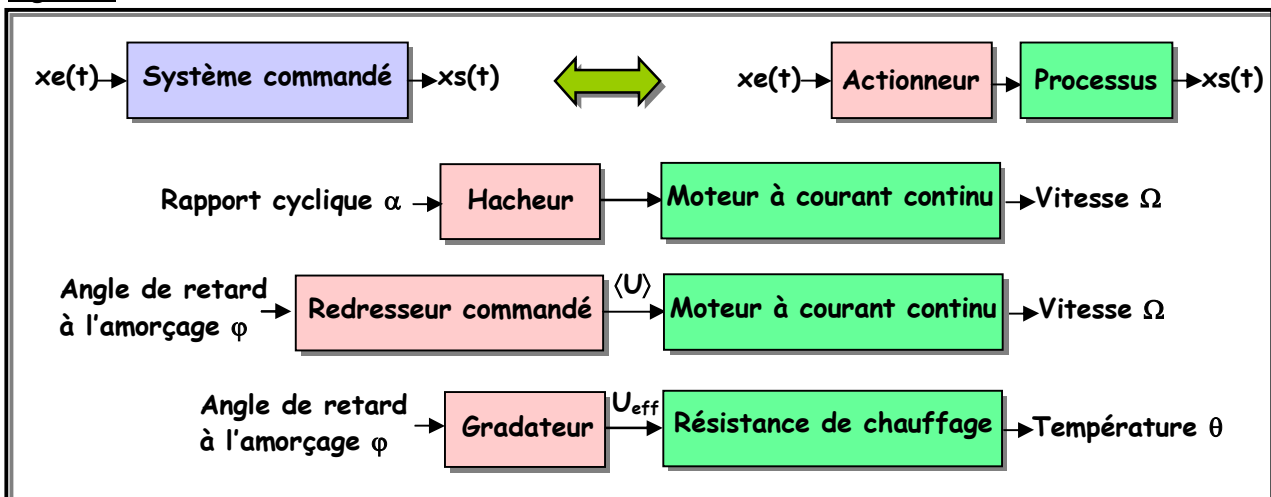 xe(t) Système commandé xs(t) xe(t) Actionneur Processus xs(t)
Rapport cyclique α Hacheur Moteur à courant continu Vitesse Ω
Angle de retard
à l'amorçage φ
Redresseur commandé ⟨U⟩ Moteur à courant continu Vitesse Ω
Angle de retard
à l'amorçage φ
Gradateur Ueff Résistance de chauffage Température θ